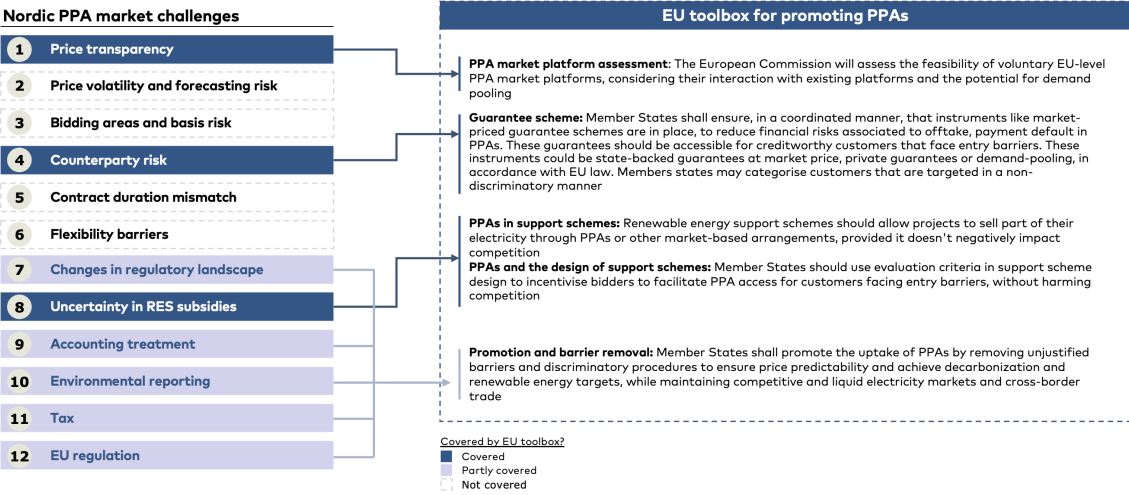 Nordic PPA market challenges
1 Price transparency
2 Price volatility and forecasting risk
3 Bidding areas and basis risk
4 Counterparty risk
5 Contract duration mismatch
6 Flexibility barriers
7 Changes in regulatory landscape
8 Uncertainty in RES subsidies
9 Accounting treatment
10 Environmental reporting
11 Tax
12 EU regulation
EU toolbox for promoting PPAs
PPA market platform assessment: The European Commission will assess the feasibility of voluntary EU-level
PPA market platforms, considering their interaction with existing platforms and the potential for demand
pooling
Guarantee scheme: Member States shall ensure, in a coordinated manner, that instruments like market-
priced guarantee schemes are in place, to reduce financial risks associated to offtake, payment default in
PPAs. These guarantees should be accessible for creditworthy customers that face entry barriers. These
instruments could be state-backed guarantees at market price, private guarantees or demand-pooling, in
accordance with EU law. Members states may categorise customers that are targeted in a non-
discriminatory manner
PPAs in support schemes: Renewable energy support schemes should allow projects to sell part of their
electricity through PPAs or other market-based arrangements, provided it doesn't negatively impact
competition
PPAs and the design of support schemes: Member States should use evaluation criteria in support scheme
design to incentivise bidders to facilitate PPA access for customers facing entry barriers, without harming
competition
Promotion and barrier removal: Member States shall promote the uptake of PPAs by removing unjustified
barriers and discriminatory procedures to ensure price predictability and achieve decarbonization and
renewable energy targets, while maintaining competitive and liquid electricity markets and cross-border
trade
Covered by EU toolbox?
Covered
Partly covered
Not covered